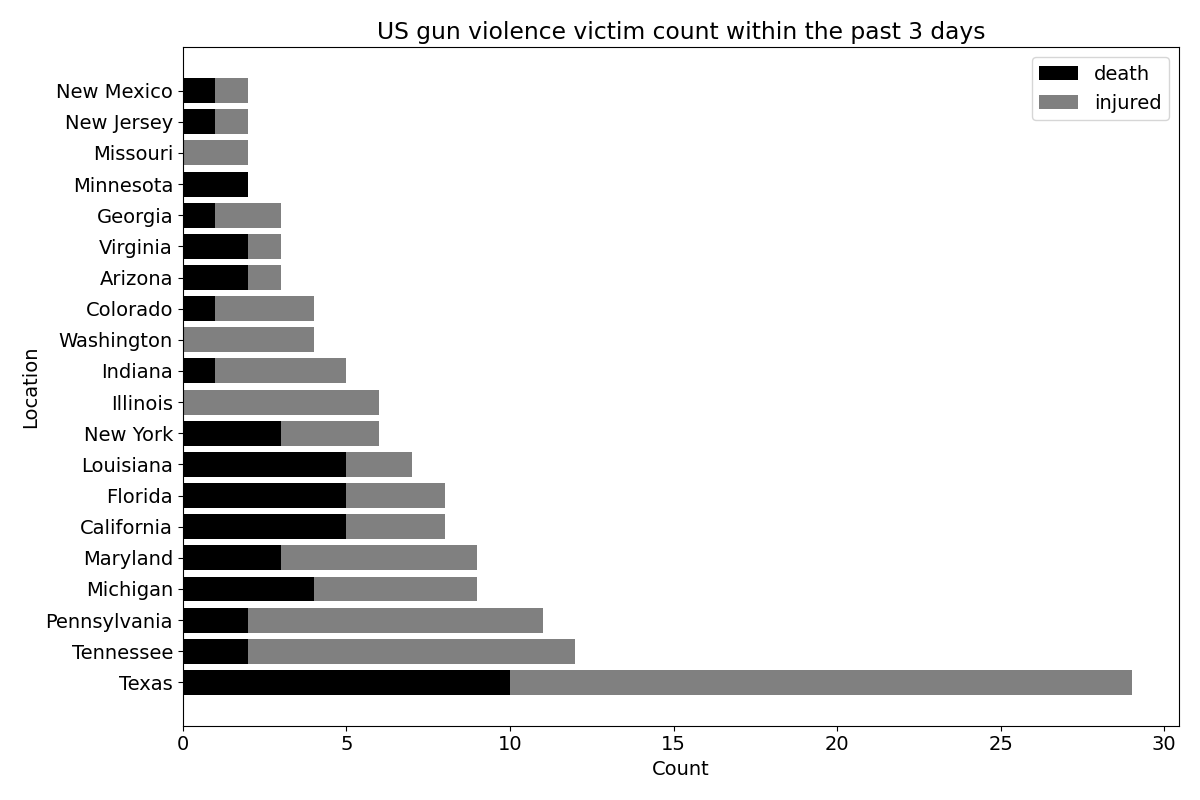 US gun violence victim count within the past 3 days
death
injured
New Mexico
New Jersey
Missouri
Minnesota
Georgia
Virginia
Arizona
Colorado
Washington
Indiana
Illinois
New York
Louisiana
Florida
California
Maryland
Michigan
Pennsylvania
Tennessee
Texas
Location
0 5 10 15 20 25 30
Count